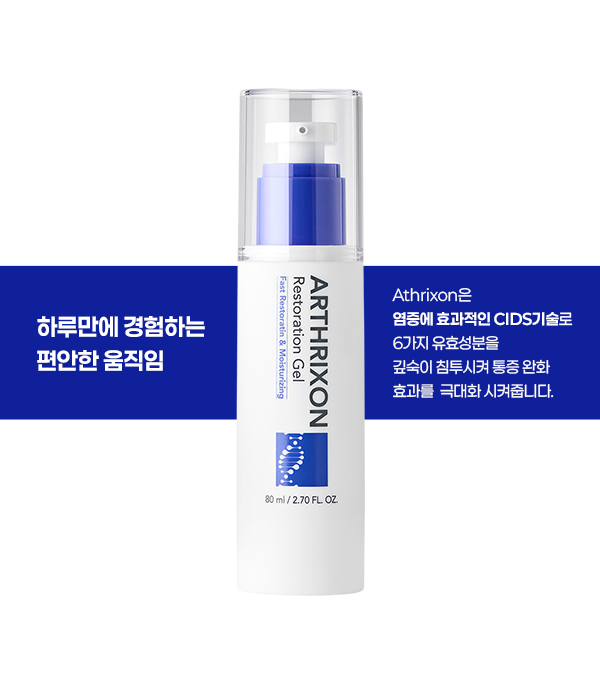 하루만에 경험하는
편안한 움직임
ARTHRIXON
Restoration Gel
Fast Restoratin & Moisturizing
80 ml / 2.70 FL. OZ.
Athrixon은
염증에 효과적인 CIDS기술로
6가지 유효성분을
깊숙이 침투시켜 통증 완화
효과를 극대화 시켜줍니다.